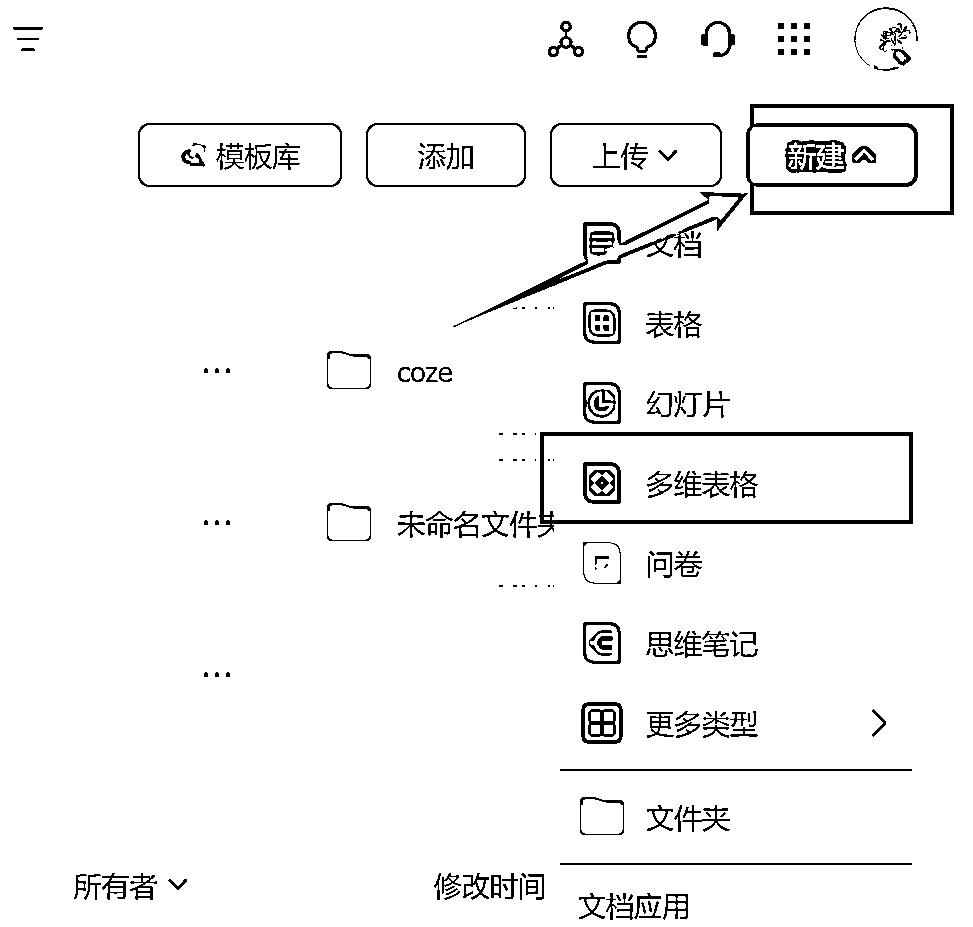 模板库
添加
上传
新建
文档
表格
...
coze
幻灯片
多维表格
...
未命名文件夹
问卷
思维笔记
...
更多类型
文件夹
所有者
修改时间
文档应用